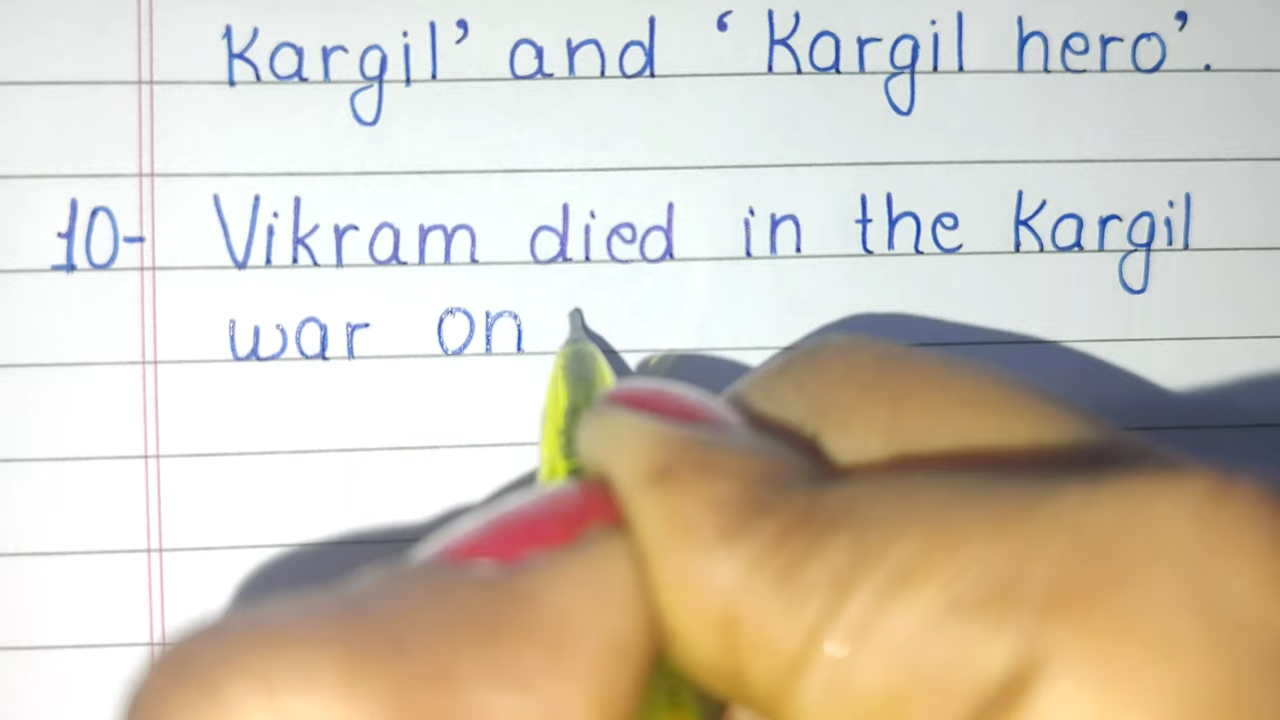 Kargil' and 'Kargil hero'.
10- Vikram died in the Kargil
war on